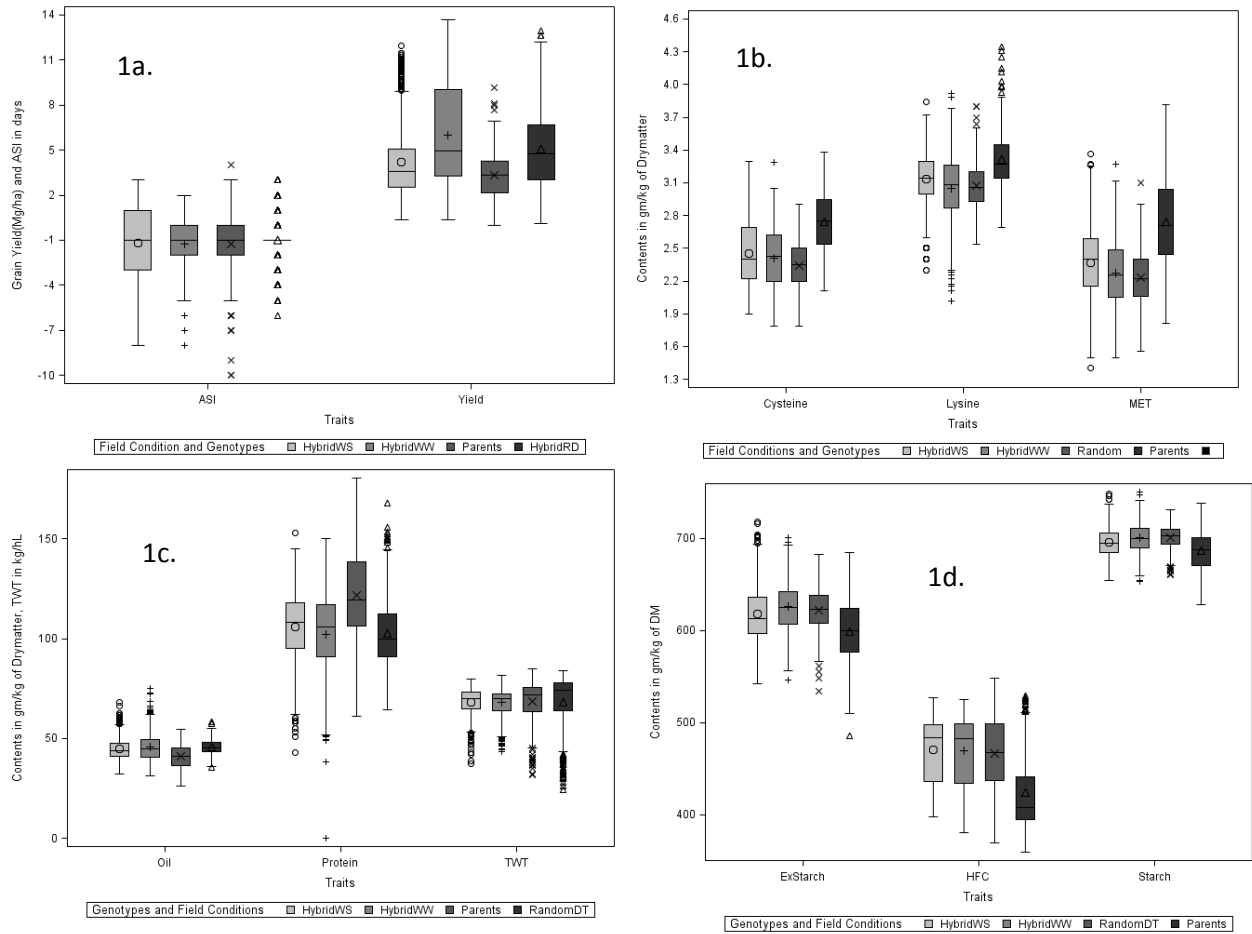 1a.
Grain Yield(Mg/ha) and ASI in days
14
11
8
5
2
-1
-4
-7
-10
ASI
Yield
Traits
Field Condition and Genotypes HybridWS HybridWW Parents HybridRD
1b.
Contents in gm/kg of Drymatter
4.6
4.3
4.0
3.7
3.4
3.1
2.8
2.5
2.2
1.9
1.6
1.3
Cysteine
Lysine
MET
Traits
Field Conditions and Genotypes HybridWS HybridWW Random Parents
1c.
Contents in gm/kg of Drymatter, TWT in kg/hL
150
100
50
0
Oil
Protein
TWT
Traits
Genotypes and Field Conditions HybridWS HybridWW Parents RandomDT
1d.
Contents in gm/kg of DM
700
600
500
400
ExStarch
HFC
Starch
Traits
Genotypes and Field Conditions HybridWS HybridWW RandomDT Parents